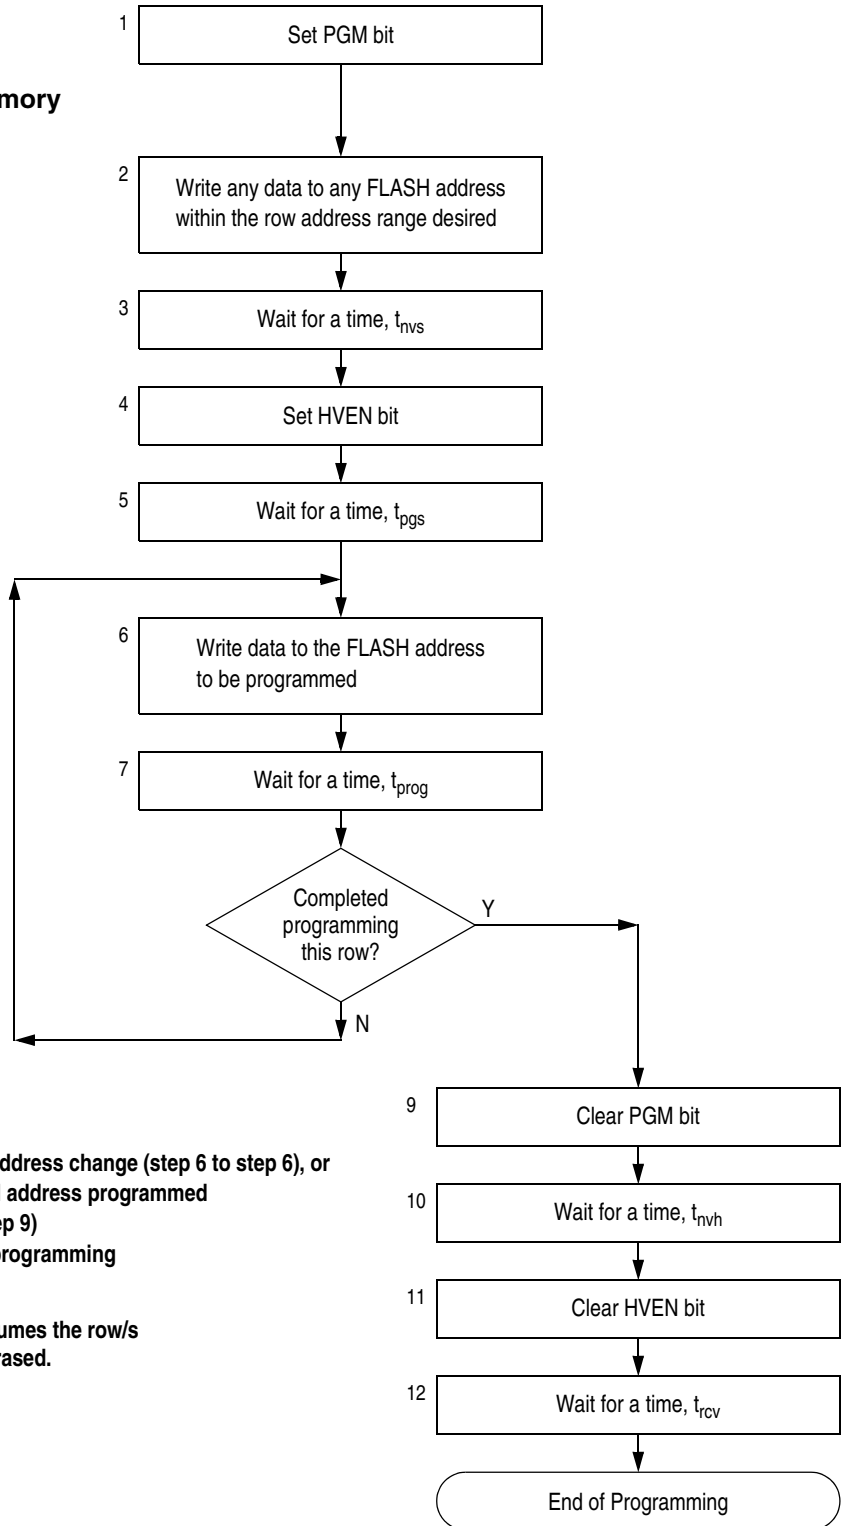 1
Set PGM bit
mory
2
Write any data to any FLASH address
within the row address range desired
3
Wait for a time, tnvs
4
Set HVEN bit
5
Wait for a time, tpgs
6
Write data to the FLASH address
to be programmed
7
Wait for a time, tprog
Completed
programming
this row?
Y
N
9
Clear PGM bit
ddress change (step 6 to step 6), or
address programmed
ep 9)
programming
10
Wait for a time, tnvh
11
Clear HVEN bit
umes the row/s
rased.
12
Wait for a time, trcv
End of Programming